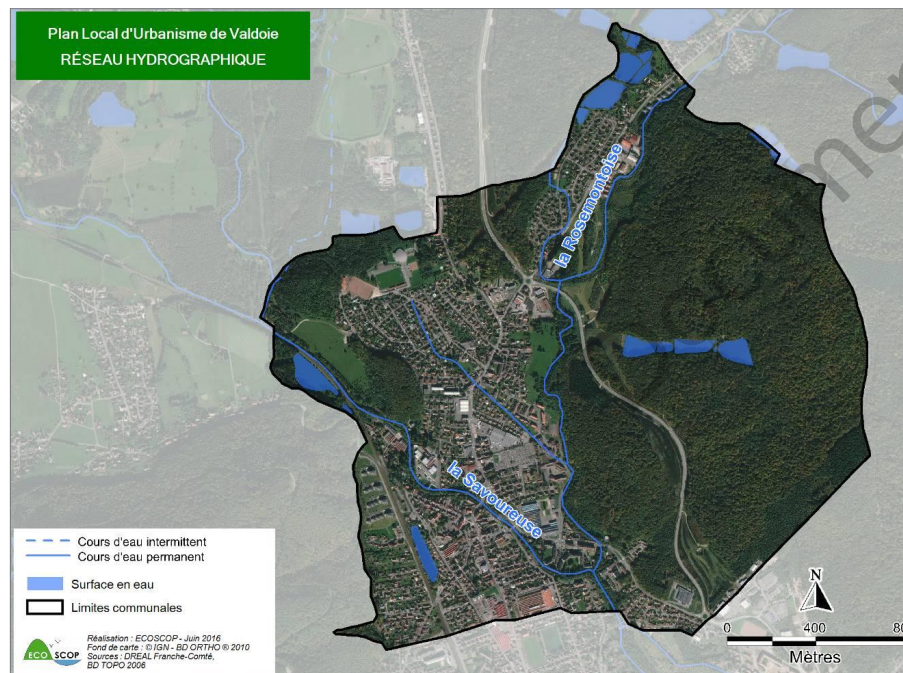 Plan Local d'Urbanisme de Valdoie
RÉSEAU HYDROGRAPHIQUE
la Rosemontoise
la Savoureuse
Cours d'eau intermittent
Cours d'eau permanent
Surface en eau
Limites communales
ECO SCOP
Réalisation : ECOSCOP - Juin 2016
Fond de carte : © IGN - BD ORTHO ® 2010
Sources : DREAL Franche-Comté,
BD TOPO 2006
N
0 400 80
Mètres